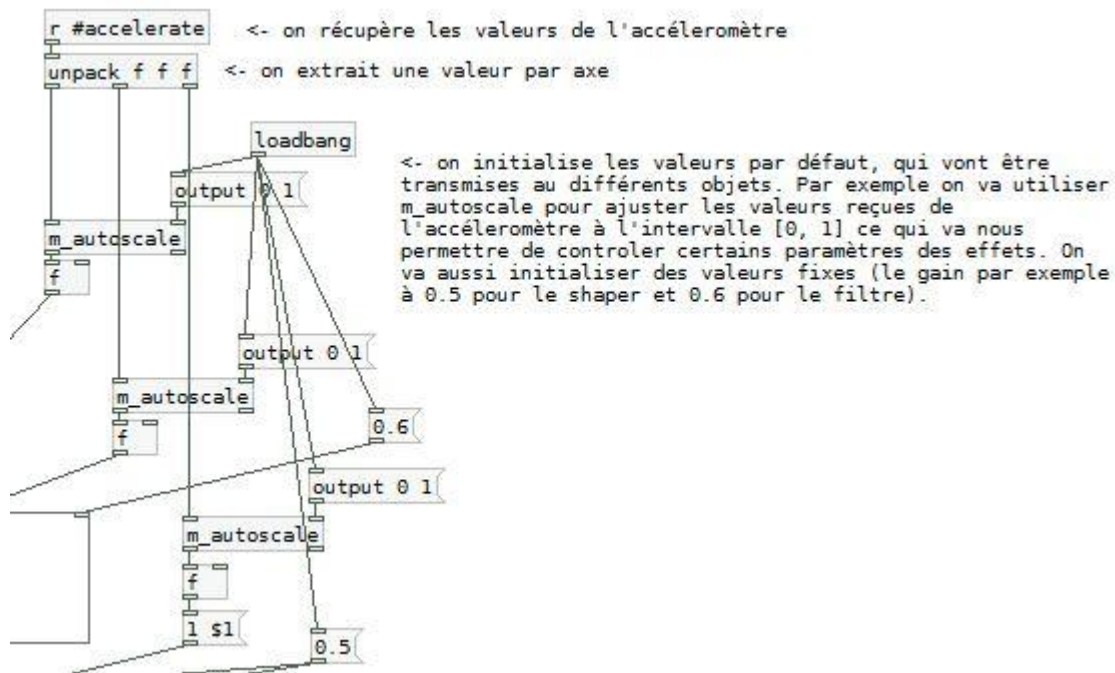 r #accelerate
<- on récupère les valeurs de l'accéleromètre
unpack f f f
<- on extrait une valeur par axe
loadbang
<- on initialise les valeurs par défaut, qui vont être
transmises au différents objets. Par exemple on va utiliser
m_autoscale pour ajuster les valeurs reçues de
l'accéleromètre à l'intervalle [0, 1] ce qui va nous
permettre de controler certains paramètres des effets. On
va aussi initialiser des valeurs fixes (le gain par exemple
à 0.5 pour le shaper et 0.6 pour le filtre).
output 0 1
m_autoscale
f
output 0 1
m_autoscale
0.6
f
output 0 1
m_autoscale
f
1 $1
0.5